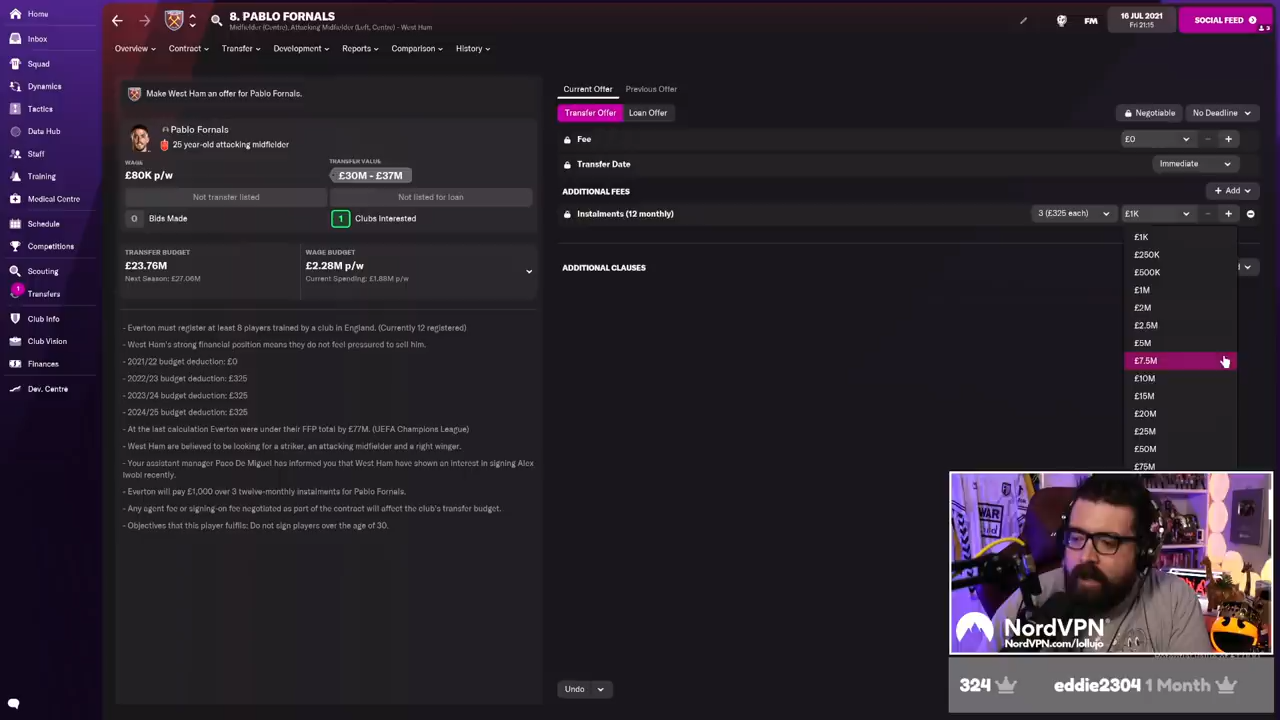 Home
Inbox
Squad
Dynamics
Tactics
Data Hub
Staff
Training
Medical Centre
Schedule
Competitions
Scouting
1
Transfers
Club Info
Club Vision
Finances
Dev. Centre
8. PABLO FORNALS
Midfielder (Centre), Attacking Midfielder (Left, Centre) - West Ham
FM
16 JUL 2021
Fri 21:15
SOCIAL FEED
3
Overview
Contract
Transfer
Development
Reports
Comparison
History
Make West Ham an offer for Pablo Fornals.
Pablo Fornals
25 year-old attacking midfielder
WAGE
TRANSFER VALUE
£80K p/w
£30M - £37M
Not transfer listed
Not listed for loan
0 Bids Made
1 Clubs Interested
TRANSFER BUDGET
WAGE BUDGET
£23.76M
£2.28M p/w
Next Season: £27.06M
Current Spending: £1.88M p/w
- Everton must register at least 8 players trained by a club in England. (Currently 12 registered)
- West Ham's strong financial position means they do not feel pressured to sell him.
- 2021/22 budget deduction: £0
- 2022/23 budget deduction: £325
- 2023/24 budget deduction: £325
- 2024/25 budget deduction: £325
- At the last calculation Everton were under their FFP total by £77M. (UEFA Champions League)
- West Ham are believed to be looking for a striker, an attacking midfielder and a right winger.
- Your assistant manager Paco De Miguel has informed you that West Ham have shown an interest in signing Alex
Iwobi recently.
- Everton will pay £1,000 over 3 twelve-monthly instalments for Pablo Fornals.
- Any agent fee or signing-on fee negotiated as part of the contract will affect the club's transfer budget.
- Objectives that this player fulfils: Do not sign players over the age of 30.
Current Offer
Previous Offer
Transfer Offer
Loan Offer
Negotiable
No Deadline
Fee
£0
Transfer Date
Immediate
ADDITIONAL FEES
+ Add
Instalments (12 monthly)
3 (£325 each)
£1K
ADDITIONAL CLAUSES
£1K
£250K
£500K
£1M
£2M
£2.5M
£5M
£7.5M
£10M
£15M
£20M
£25M
£50M
£75M
Undo
WAR
NordVPN
NordVPN.com/lollujo
324
eddie2304 1 Month